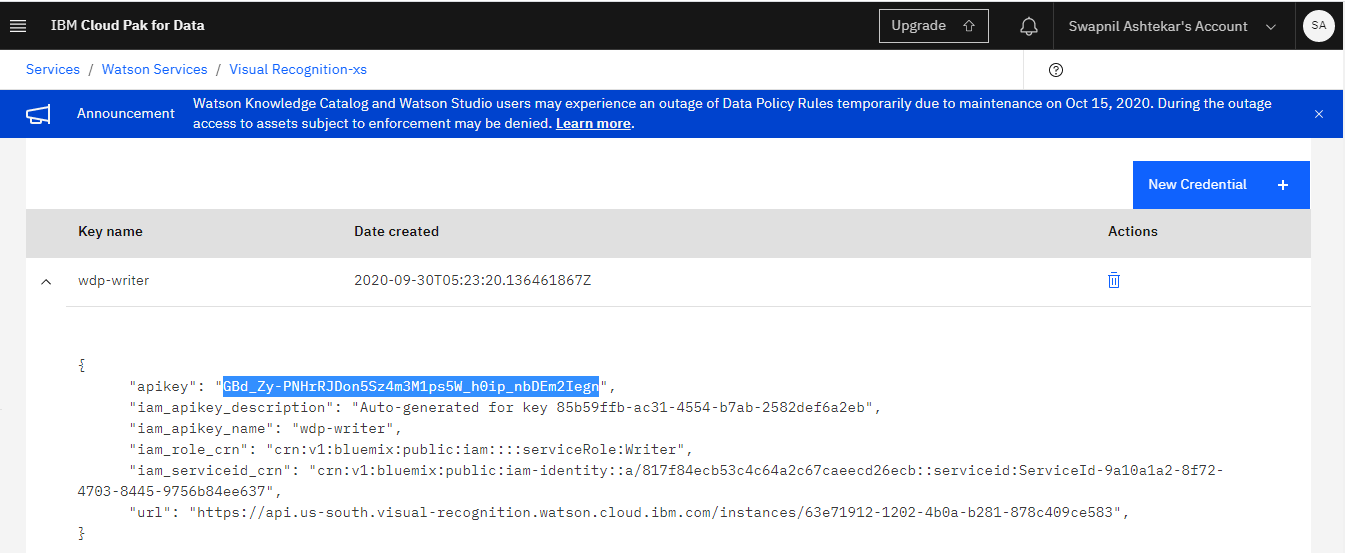 IBM Cloud Pak for Data
Upgrade
Swapnil Ashtekar's Account
SA
Services / Watson Services / Visual Recognition-xs
Announcement
Watson Knowledge Catalog and Watson Studio users may experience an outage of Data Policy Rules temporarily due to maintenance on Oct 15, 2020. During the outage
access to assets subject to enforcement may be denied. Learn more.
New Credential +
Key name Date created Actions
wdp-writer 2020-09-30T05:23:20.136461867Z
{
"apikey": "GBd_Zy-PNHrRJDon5Sz4m3M1ps5W_h0ip_nbDEm2Iegn",
"iam_apikey_description": "Auto-generated for key 85b59ffb-ac31-4554-b7ab-2582def6a2eb",
"iam_apikey_name": "wdp-writer",
"iam_role_crn": "crn:v1:bluemix:public:iam::::serviceRole:Writer",
"iam_serviceid_crn": "crn:v1:bluemix:public:iam-identity::a/817f84ecb53c4c64a2c67caeecd26ecb::serviceid:ServiceId-9a10a1a2-8f72-
4703-8445-9756b84ee637",
"url": "https://api.us-south.visual-recognition.watson.cloud.ibm.com/instances/63e71912-1202-4b0a-b281-878c409ce583",
}